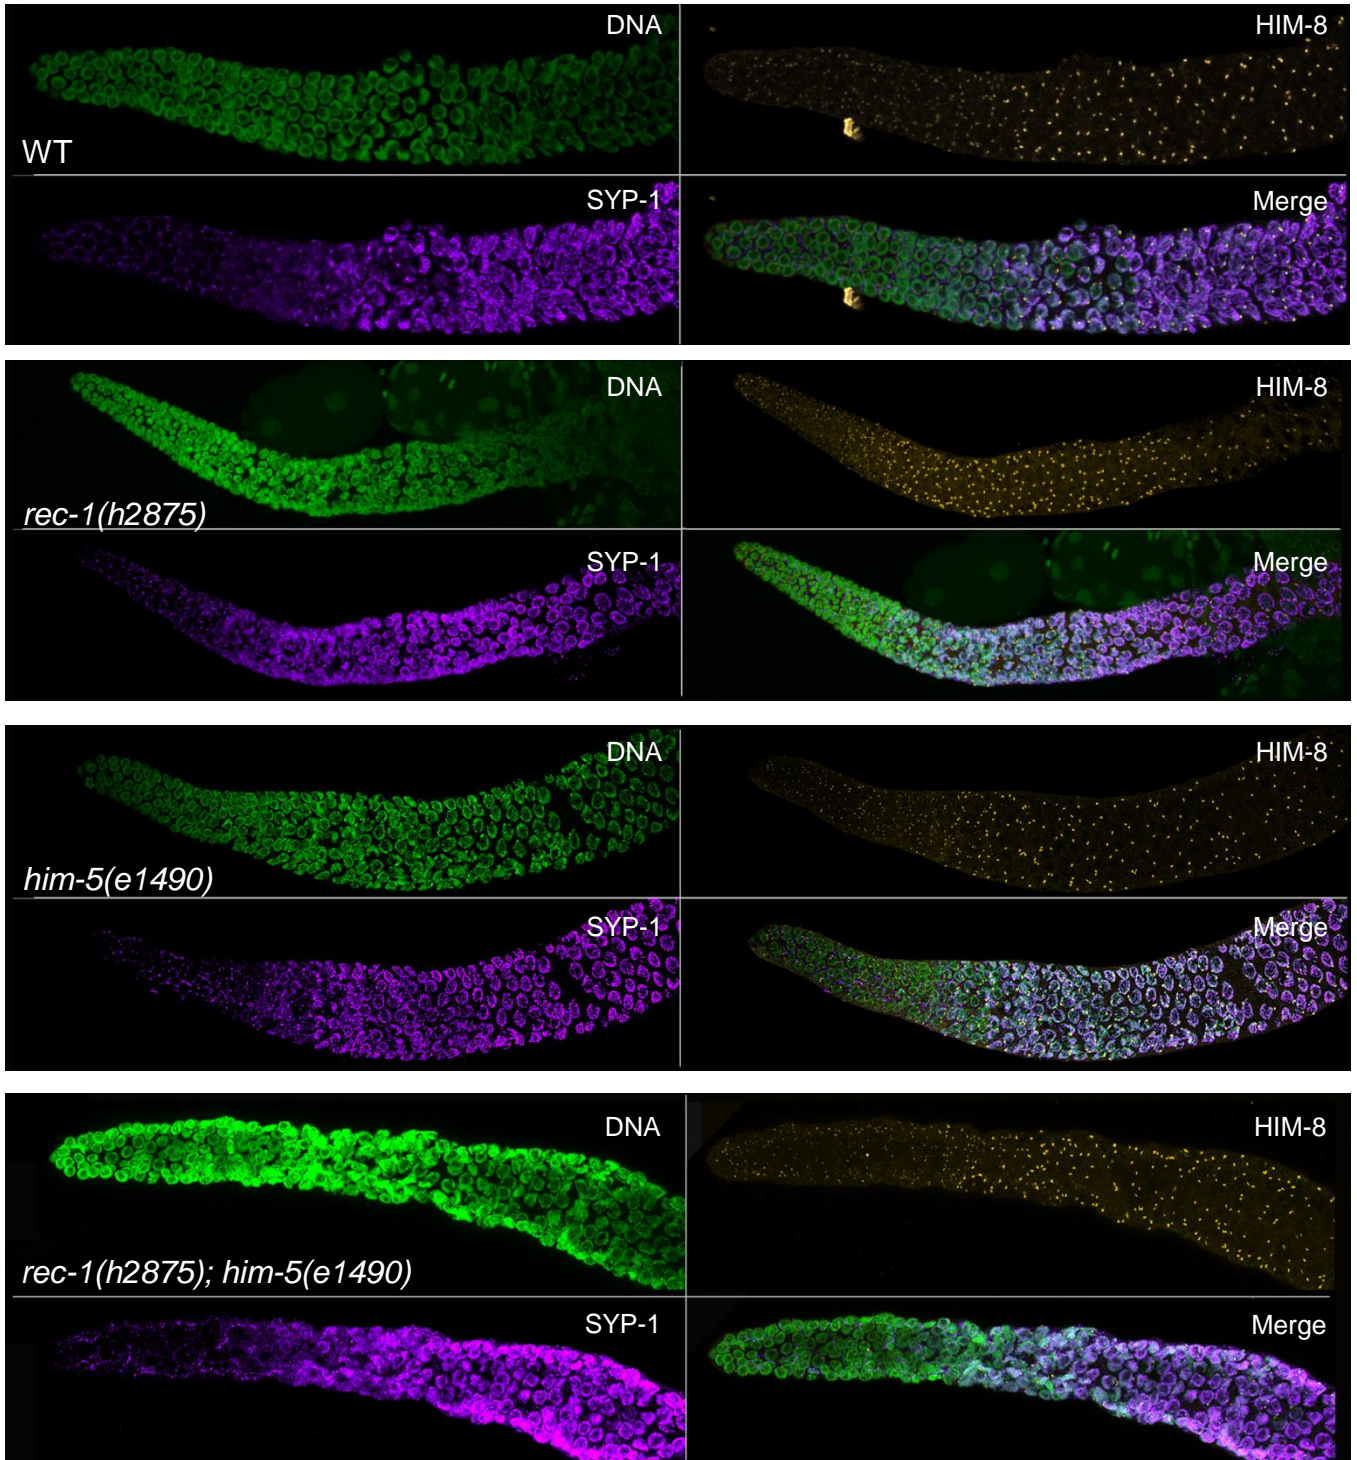 DNA
HIM-8
WT
SYP-1
Merge
DNA
HIM-8
rec-1(h2875)
SYP-1
Merge
DNA
HIM-8
him-5(e1490)
SYP-1
Merge
DNA
HIM-8
rec-1(h2875); him-5(e1490)
SYP-1
Merge